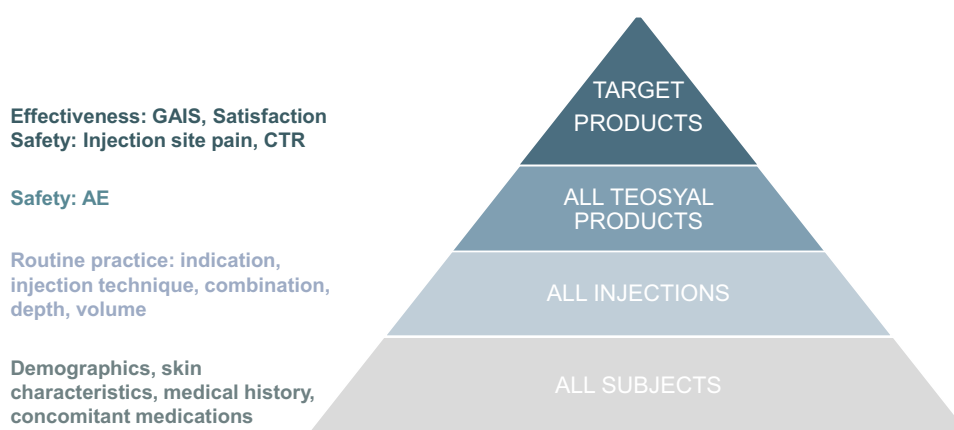 Effectiveness: GAIS, Satisfaction
Safety: Injection site pain, CTR
Safety: AE
Routine practice: indication,
injection technique, combination,
depth, volume
Demographics, skin
characteristics, medical history,
concomitant medications
TARGET
PRODUCTS
ALL TEOSYAL
PRODUCTS
ALL INJECTIONS
ALL SUBJECTS